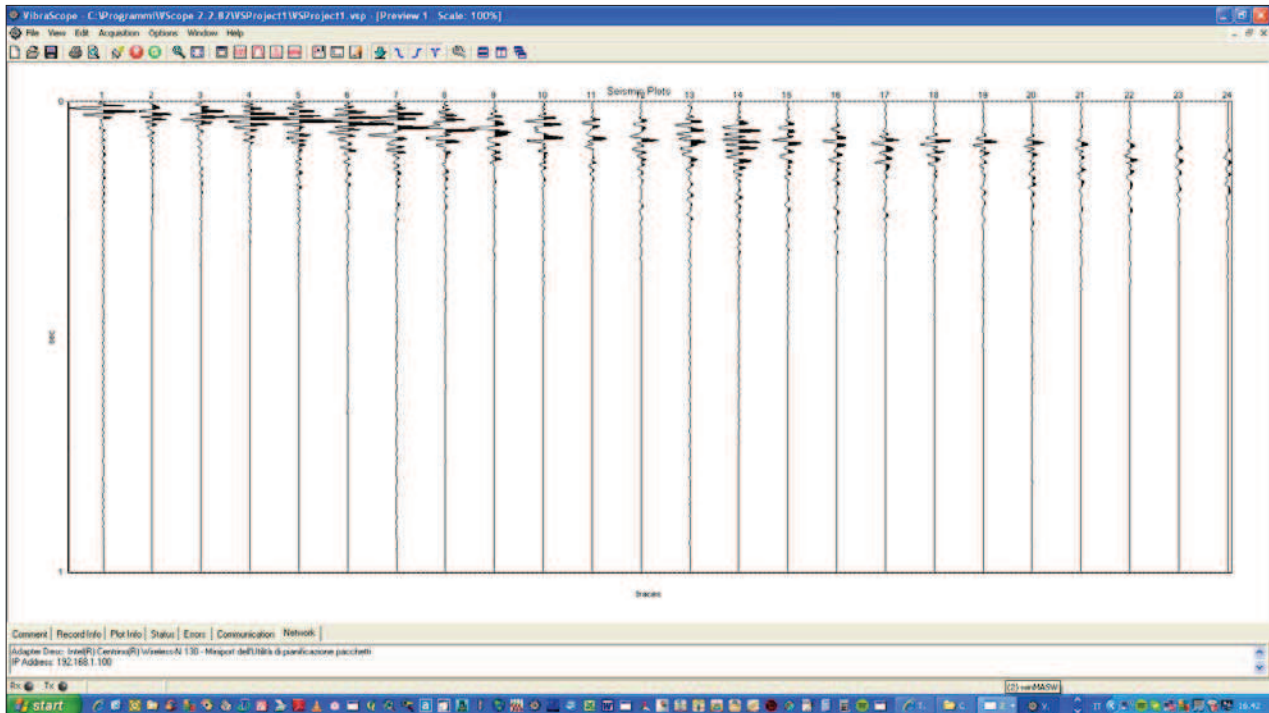 VibraScope - C:\Programmi\VScope 2.2.82\VSProject1\VSProject1.vsp - [Preview 1 Scale: 100%]
File View Edit Acquisition Options Window Help
Seismic Plots
1 2 3 4 5 6 7 8 9 10 11 12 13 14 15 16 17 18 19 20 21 22 23 24
0
sec
1
traces
Comment Record Info Plot Info Status Errors Communication Network
Adapter Desc: Intel(R) Centrino(R) Wireless-N 130 - Miniport dell'Utilità di pianificazione pacchetti
IP Address: 192.168.1.100
Rx Tx
(2) winMASW
start IT 16.42